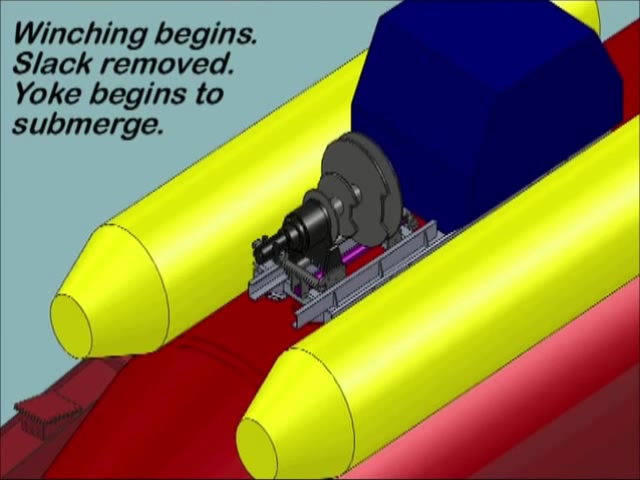 Winching begins.
Slack removed.
Yoke begins to
submerge.